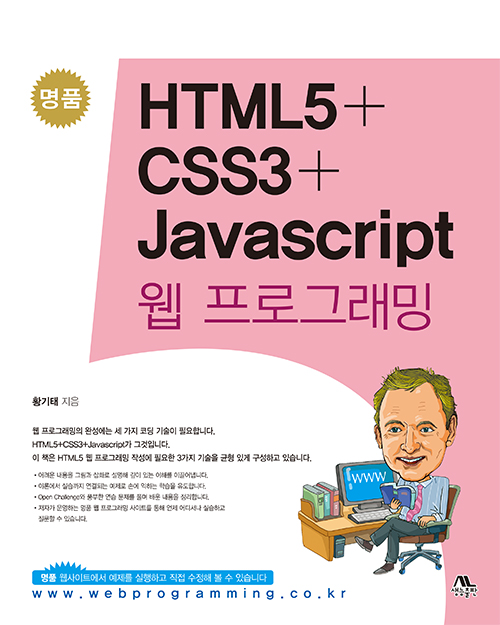 명품
HTML5+
CSS3+
Javascript
웹 프로그래밍
황기태 지음
웹 프로그래밍의 완성에는 세 가지 코딩 기술이 필요합니다.
HTML5+CSS3+Javascript가 그것입니다.
이 책은 HTML5 웹 프로그래밍 작성에 필요한 3가지 기술을 균형 있게 구성하고 있습니다.
• 어려운 내용을 그림과 삽화로 설명해 깊이 있는 이해를 이끌어냅니다.
• 이론에서 실습까지 연결되는 예제로 손에 익히는 학습을 유도합니다.
• Open Challenge와 풍부한 연습 문제를 풀며 배운 내용을 정리합니다.
• 저자가 운영하는 명품 웹 프로그래밍 사이트를 통해 언제 어디서나 실습하고
질문할 수 있습니다.
WWW
명품 웹사이트에서 예제를 실행하고 직접 수정해 볼 수 있습니다
www.webprogramming.co.kr
생능출판